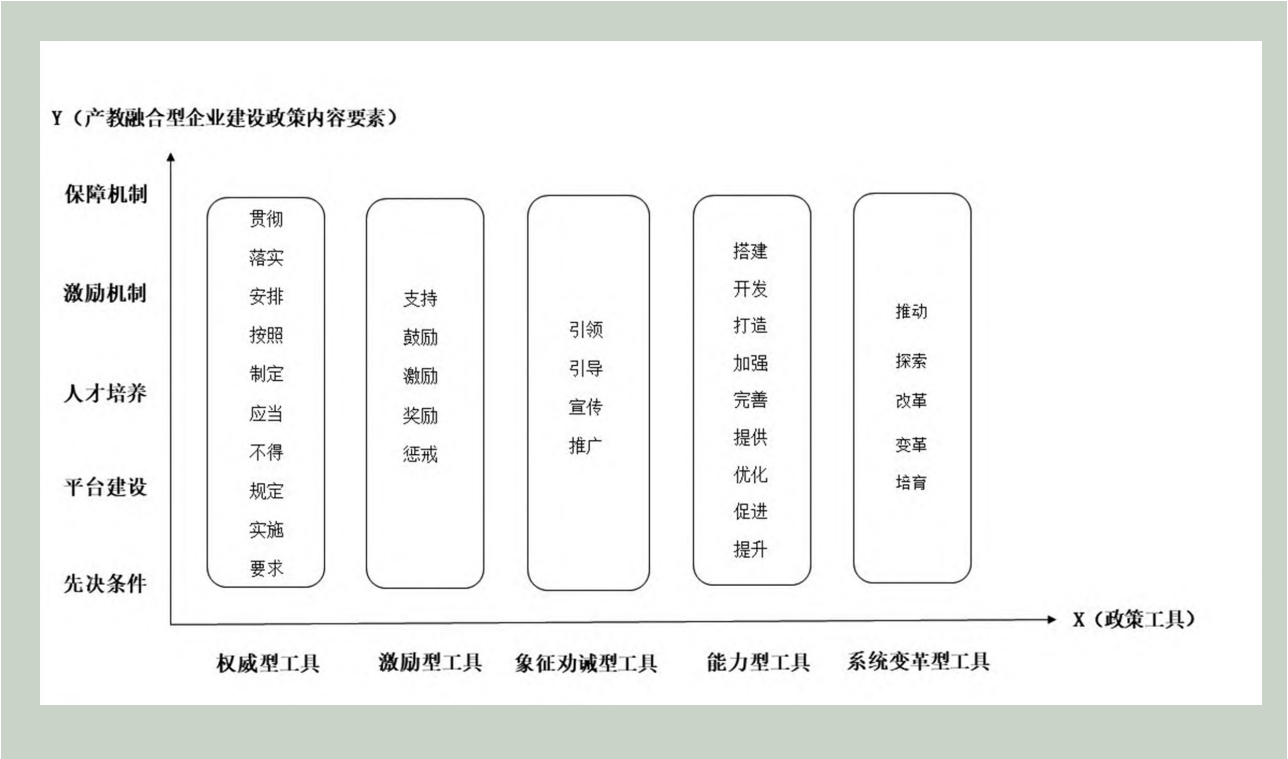 Y（产教融合型企业建设政策内容要素）
保障机制
激励机制
人才培养
平台建设
先决条件
贯彻
落实
安排
按照
制定
应当
不得
规定
实施
要求
支持
鼓励
激励
奖励
惩戒
引领
引导
宣传
推广
搭建
开发
打造
加强
完善
提供
优化
促进
提升
推动
探索
改革
变革
培育
X（政策工具）
权威型工具
激励型工具
象征劝诫型工具
能力型工具
系统变革型工具